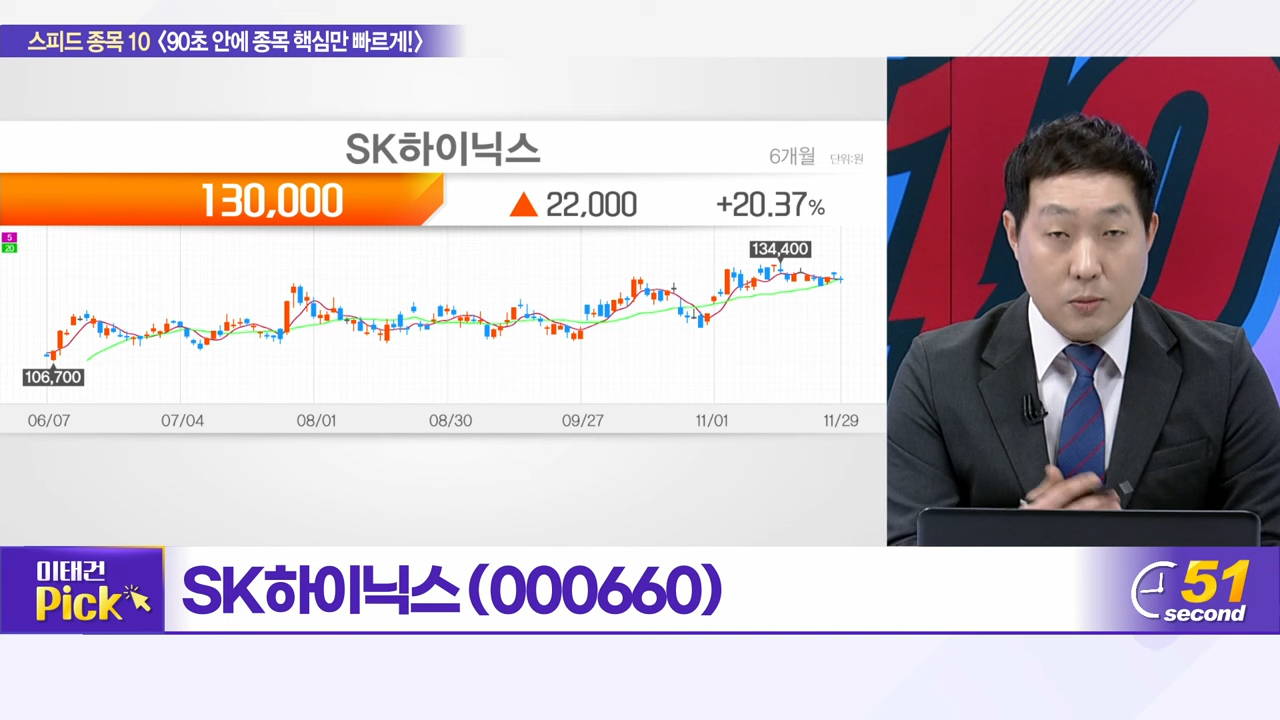 스피드 종목 10 〈90초 안에 종목 핵심만 빠르게!〉
SK하이닉스
6개월 단위:원
130,000 ▲ 22,000 +20.37%
5
20
134,400
106,700
06/07 07/04 08/01 08/30 09/27 11/01 11/29
10
이태건
Pick
SK하이닉스(000660)
51
second